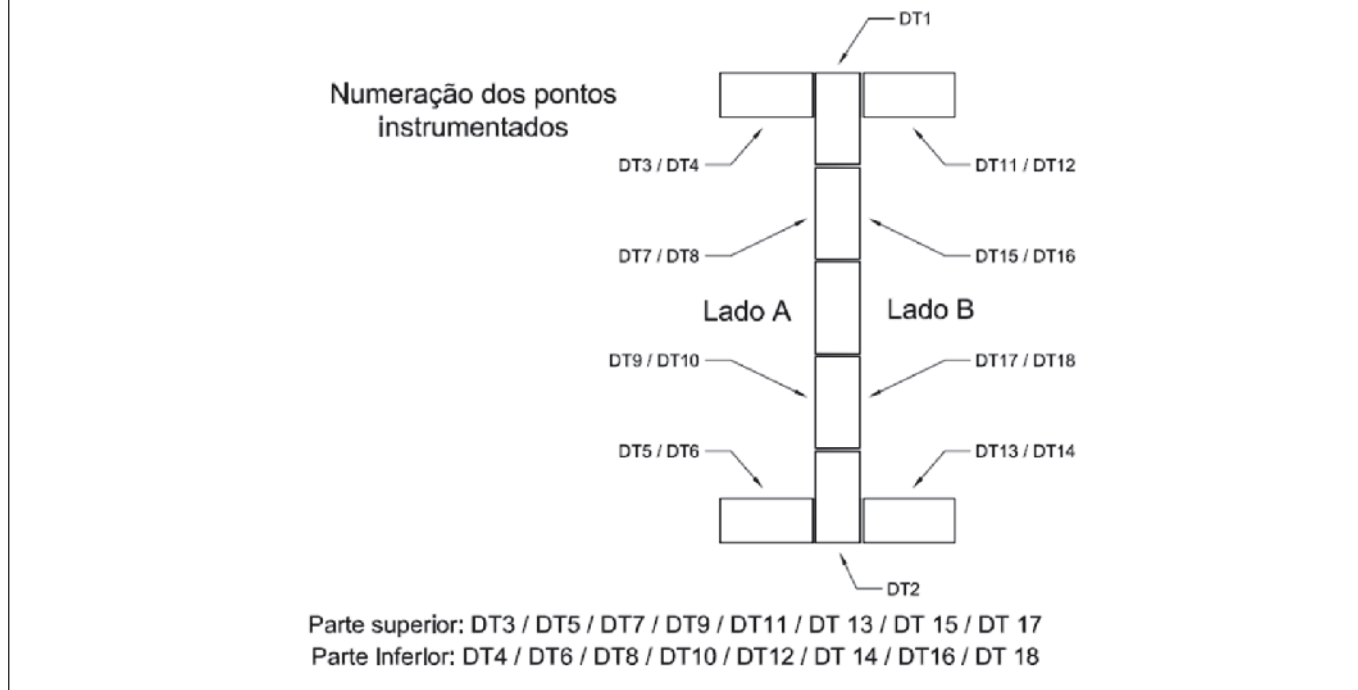 DT1
Numeração dos pontos
instrumentados
DT3 / DT4
DT11 / DT12
DT7 / DT8
DT15 / DT16
Lado A
Lado B
DT9 / DT10
DT17 / DT18
DT5 / DT6
DT13 / DT14
DT2
Parte superior: DT3 / DT5 / DT7 / DT9 / DT11 / DT 13 / DT 15 / DT 17
Parte Inferlor: DT4 / DT6 / DT8 / DT10 / DT12 / DT 14 / DT16 / DT 18